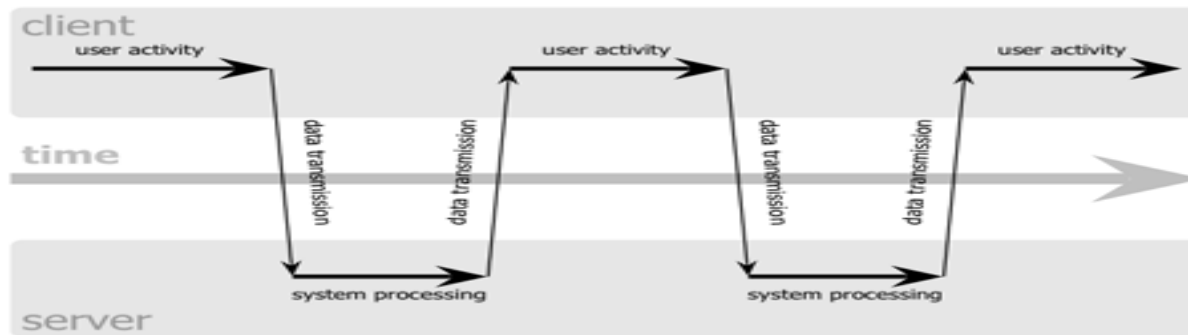 client
user activity
user activity
user activity
data transmission
data transmission
data transmission
data transmission
time
system processing
system processing
server